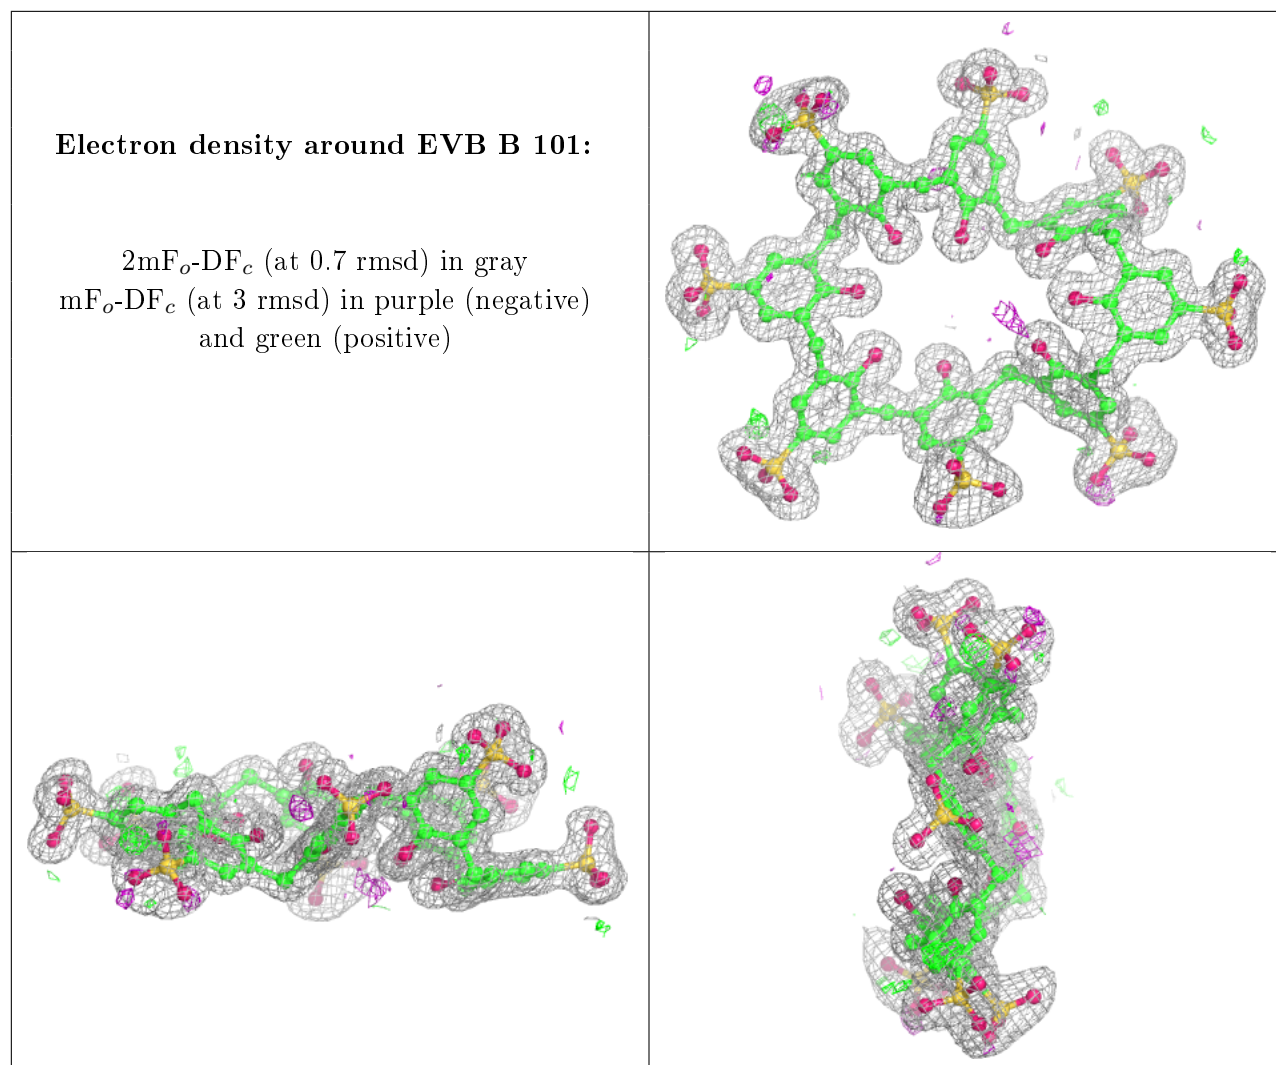 Electron density around EVB B 101:
2mFₒ-DF𝒸 (at 0.7 rmsd) in gray
mFₒ-DF𝒸 (at 3 rmsd) in purple (negative)
and green (positive)